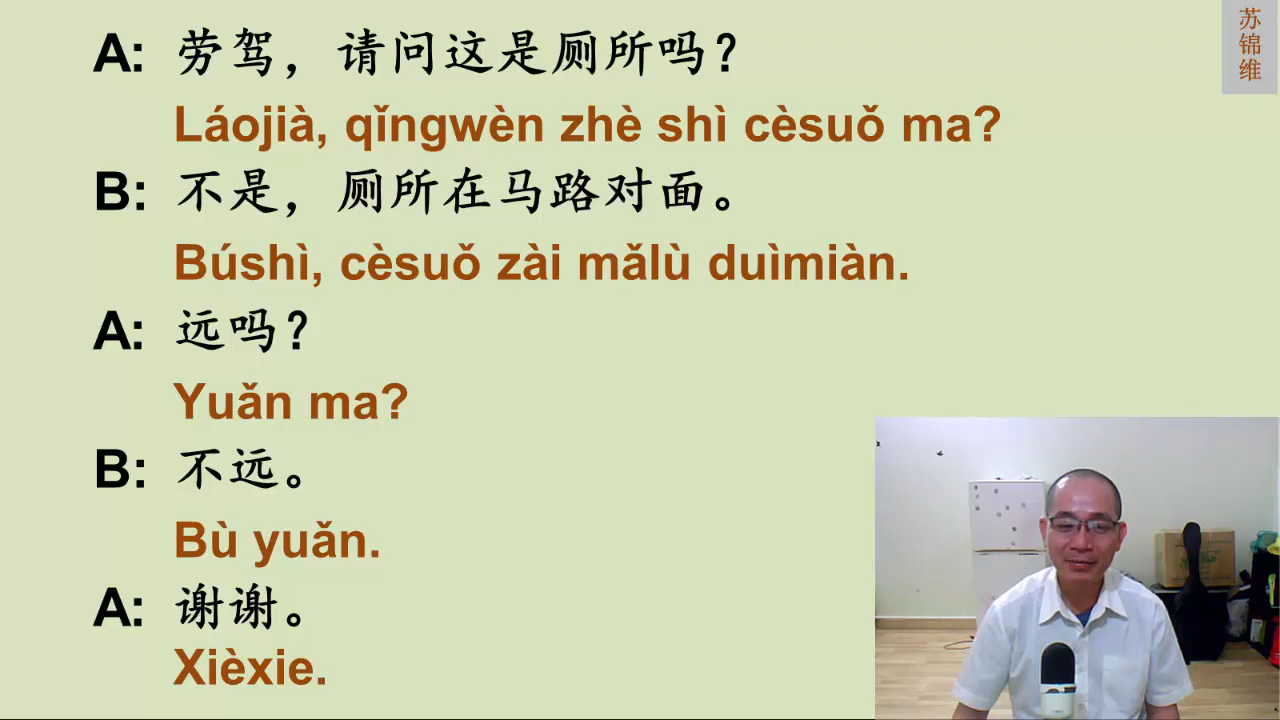 A: 劳驾，请问这是厕所吗？
Láojià, qǐngwèn zhè shì cèsuǒ ma?
B: 不是，厕所在马路对面。
Búshì, cèsuǒ zài mǎlù duìmiàn.
A: 远吗？
Yuǎn ma?
B: 不远。
Bù yuǎn.
A: 谢谢。
Xièxie.
苏锦维